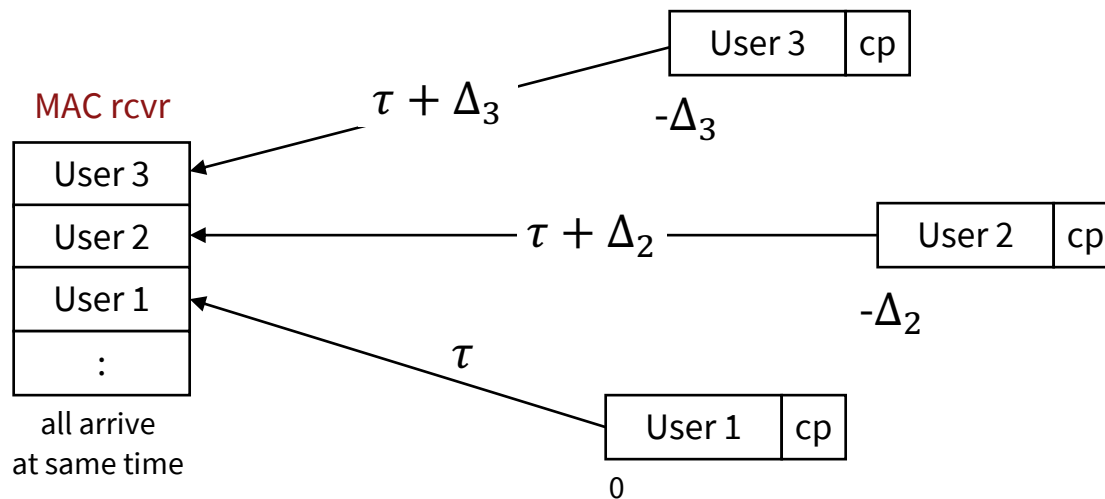 User 3 cp
τ + Δ₃
-Δ₃
MAC rcvr
User 3
User 2
User 1
:
all arrive
at same time
τ + Δ₂
User 2 cp
-Δ₂
τ
User 1 cp
0